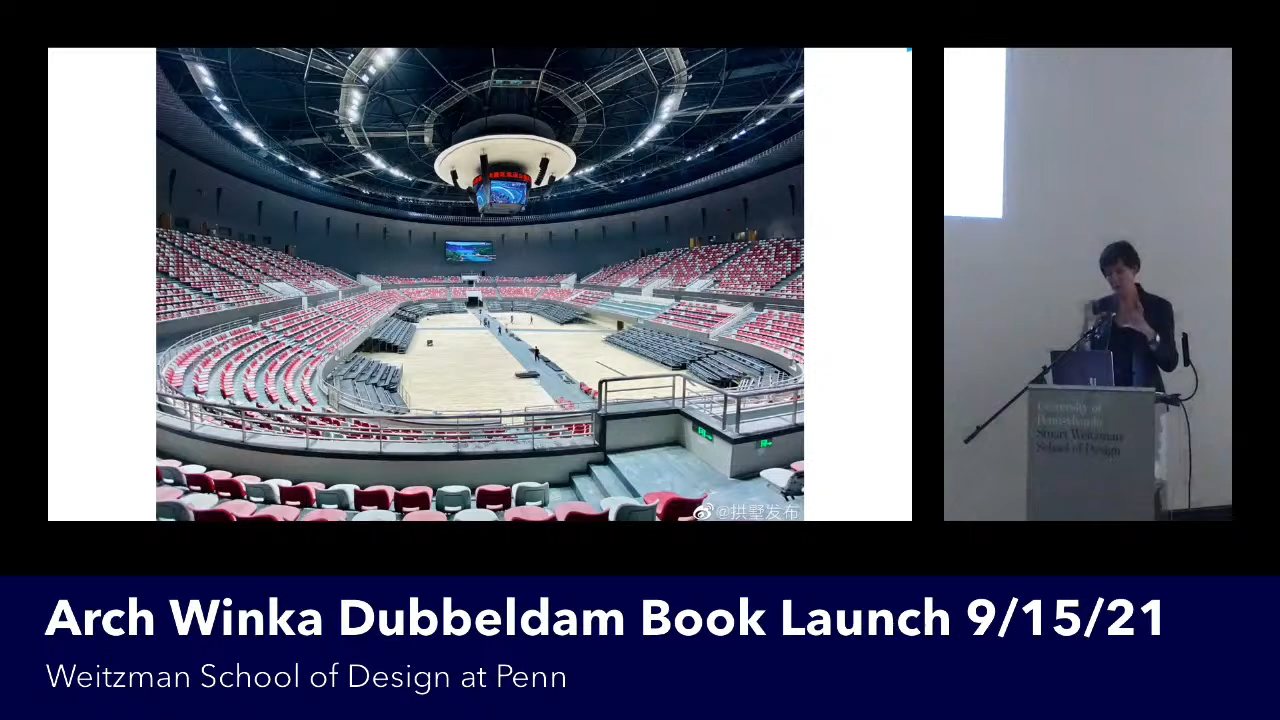 @拱墅发布
University of
Pennsylvania
Stuart Weitzman
School of Design
Arch Winka Dubbeldam Book Launch 9/15/21
Weitzman School of Design at Penn